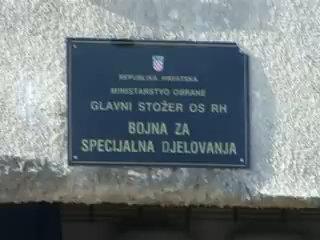 REPUBLIKA HRVATSKA
MINISTARSTVO OBRANE
GLAVNI STOŽER OS RH
BOJNA ZA
SPECIJALNA DJELOVANJA